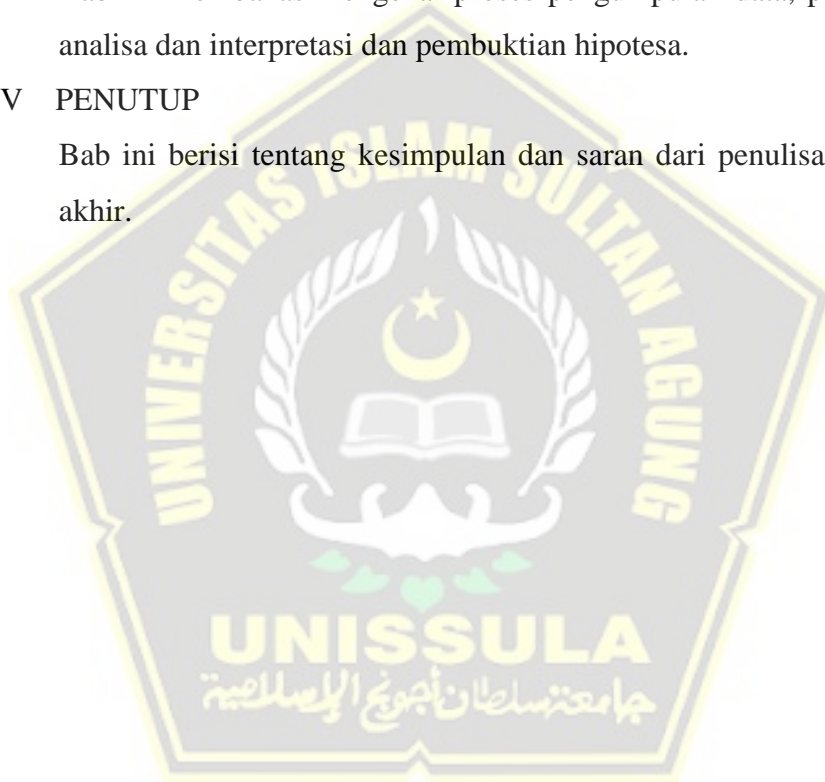 analisa dan interpretasi dan pembuktian hipotesa.
V PENUTUP
Bab ini berisi tentang kesimpulan dan saran dari penulisa
akhir.
UNIVERSITAS ISLAM SULTAN AGUNG
UNISSULA
جامعة سلطان أجونج الإسلامية